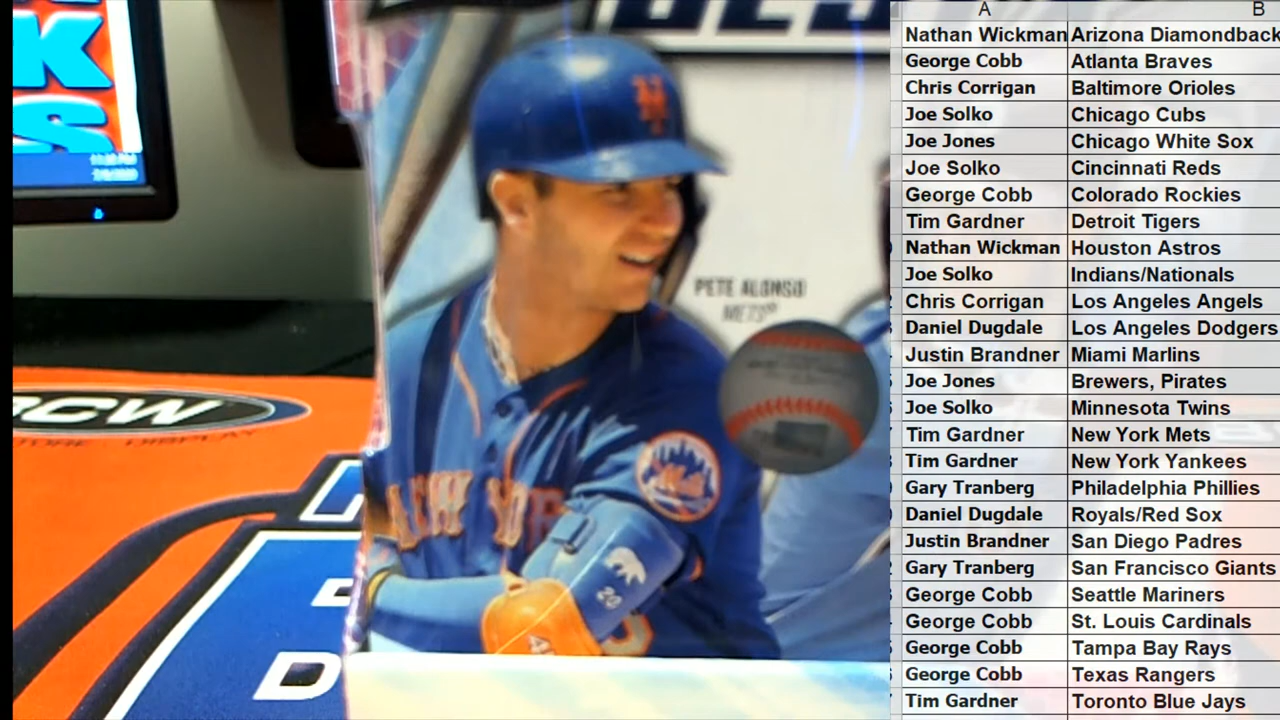 K
S
CW
DISPLAY
PETE ALONSO
METS
NEW YOR
Mets
20
A B
Nathan Wickman Arizona Diamondback
George Cobb Atlanta Braves
Chris Corrigan Baltimore Orioles
Joe Solko Chicago Cubs
Joe Jones Chicago White Sox
Joe Solko Cincinnati Reds
George Cobb Colorado Rockies
Tim Gardner Detroit Tigers
Nathan Wickman Houston Astros
Joe Solko Indians/Nationals
Chris Corrigan Los Angeles Angels
Daniel Dugdale Los Angeles Dodgers
Justin Brandner Miami Marlins
Joe Jones Brewers, Pirates
Joe Solko Minnesota Twins
Tim Gardner New York Mets
Tim Gardner New York Yankees
Gary Tranberg Philadelphia Phillies
Daniel Dugdale Royals/Red Sox
Justin Brandner San Diego Padres
Gary Tranberg San Francisco Giants
George Cobb Seattle Mariners
George Cobb St. Louis Cardinals
George Cobb Tampa Bay Rays
George Cobb Texas Rangers
Tim Gardner Toronto Blue Jays